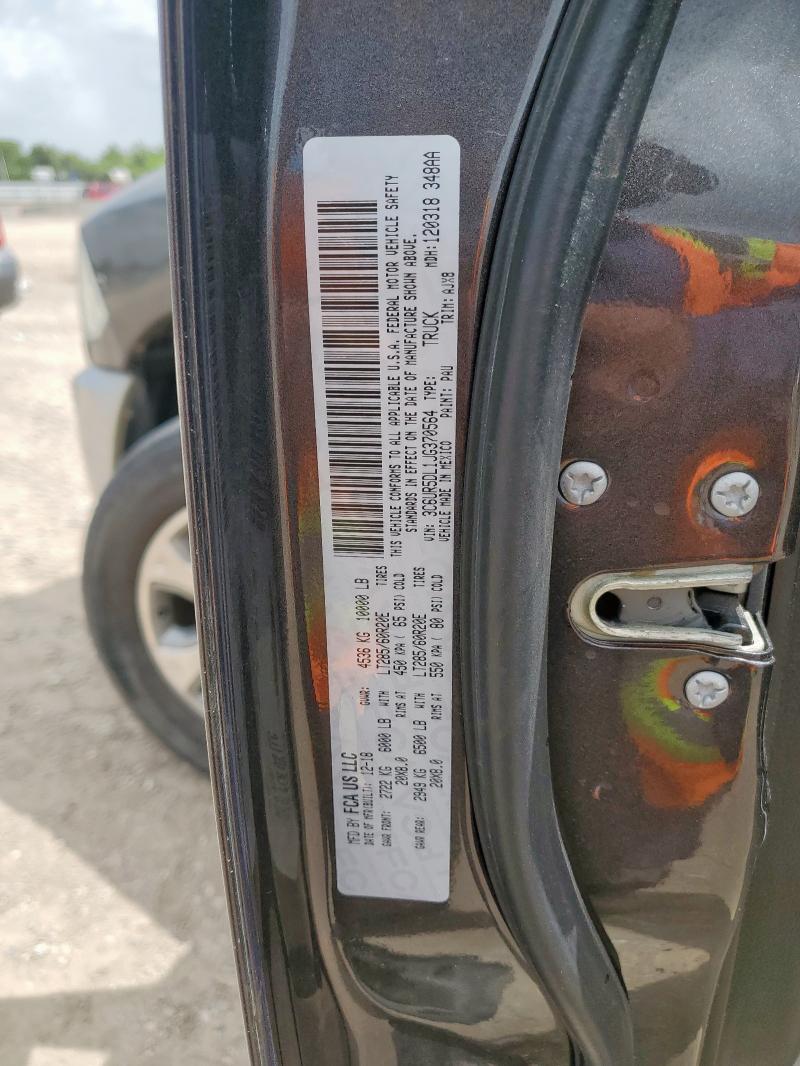 MFD BY FCA US LLC
DATE OF MFR(BUILT): 12-18 GVWR: 4536 KG 10000 LB
GAWR FRONT: 2722 KG 6000 LB WITH LT285/60R20E TIRES
20X8.0 RIMS AT 450 KPA ( 65 PSI) COLD
GAWR REAR: 2949 KG 6500 LB WITH LT285/60R20E TIRES
20X8.0 RIMS AT 550 KPA ( 80 PSI) COLD
THIS VEHICLE CONFORMS TO ALL APPLICABLE U.S.A. FEDERAL MOTOR VEHICLE SAFETY
STANDARDS IN EFFECT ON THE DATE OF MANUFACTURE SHOWN ABOVE.
VIN: 3C6UR5DL1JG370564 TYPE: TRUCK MDH:120318 348AA
VEHICLE MADE IN MEXICO PAINT: PAU TRIM: AJX8